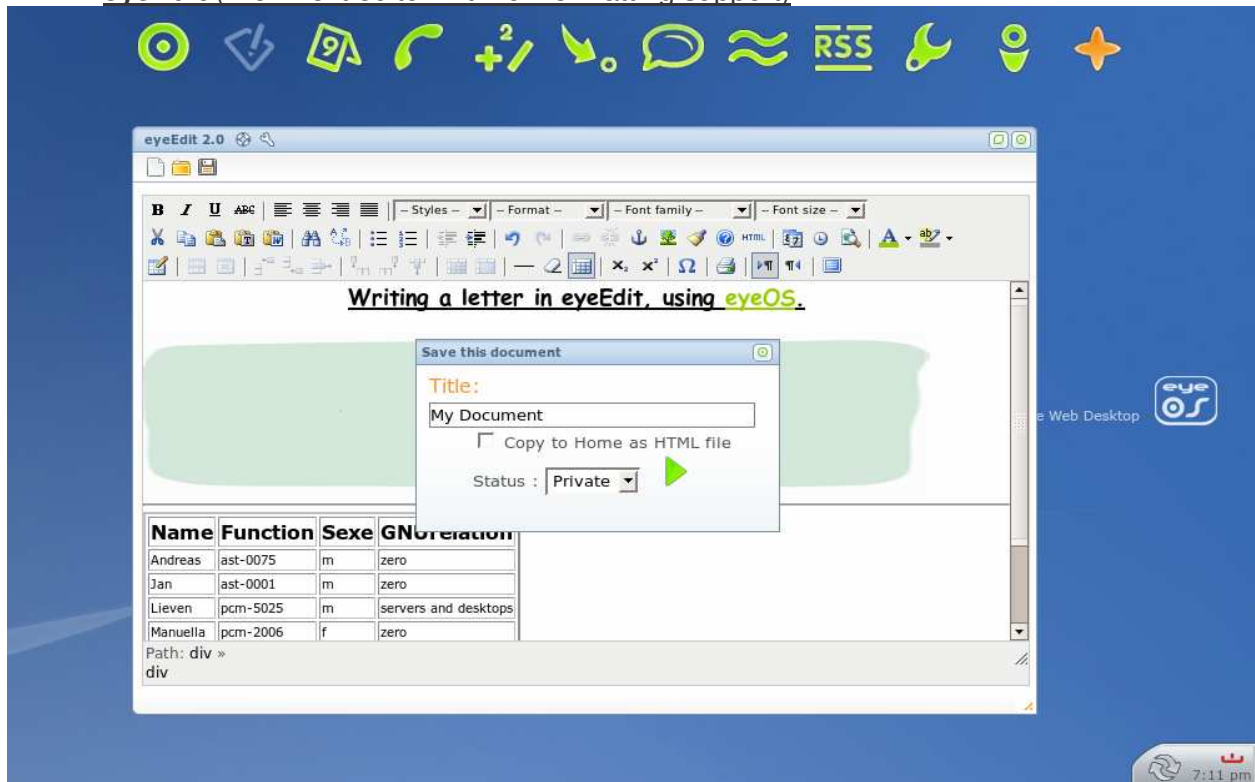 RSS
eyeEdit 2.0
B I U ABC -- Styles -- -- Format -- -- Font family -- -- Font size --
HTML
Writing a letter in eyeEdit, using eyeOS.
Save this document
Title:
My Document
Copy to Home as HTML file
Status : Private
e Web Desktop
eye
OS
Name Function Sexe GNUrelation
Andreas ast-0075 m zero
Jan ast-0001 m zero
Lieven pcm-5025 m servers and desktops
Manuella pcm-2006 f zero
Path: div »
div
7:11 pm